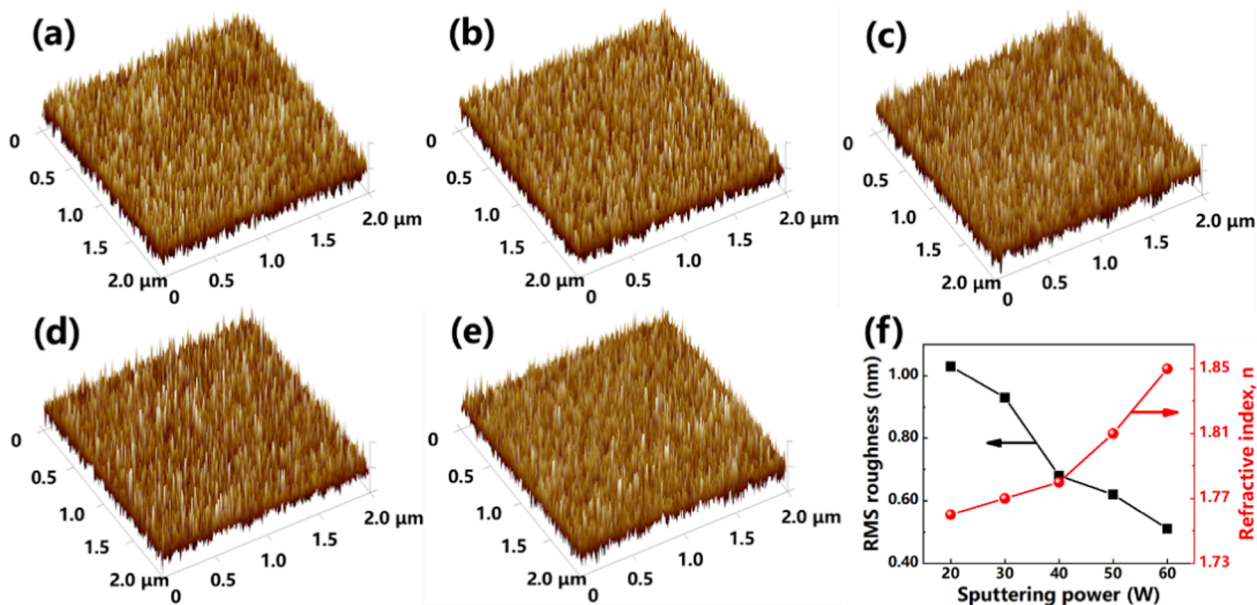 (a)
0
0.5
1.0
1.5
2.0 μm
0
0.5
1.0
1.5
2.0 μm
(b)
0
0.5
1.0
1.5
2.0 μm
0
0.5
1.0
1.5
2.0 μm
(c)
0
0.5
1.0
1.5
2.0 μm
0
0.5
1.0
1.5
2.0 μm
(d)
0
0.5
1.0
1.5
2.0 μm
0
0.5
1.0
1.5
2.0 μm
(e)
0
0.5
1.0
1.5
2.0 μm
0
0.5
1.0
1.5
2.0 μm
(f)
RMS roughness (nm)
1.00
0.80
0.60
0.40
20 30 40 50 60
Sputtering power (W)
1.85
1.81
1.77
1.73
Refractive index, n